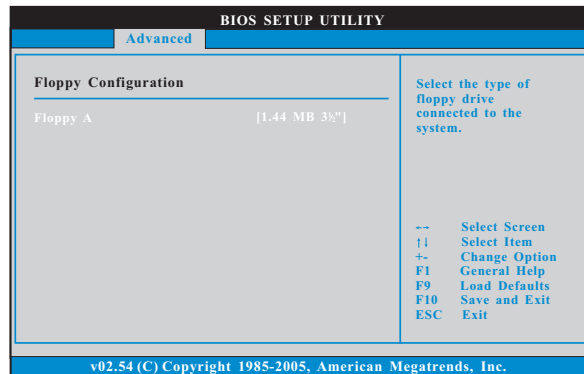 BIOS SETUP UTILITY
Advanced
Floppy Configuration
Floppy A [1.44 MB 3½"]
Select the type of
floppy drive
connected to the
system.
←→ Select Screen
↑↓ Select Item
+- Change Option
F1 General Help
F9 Load Defaults
F10 Save and Exit
ESC Exit
v02.54 (C) Copyright 1985-2005, American Megatrends, Inc.